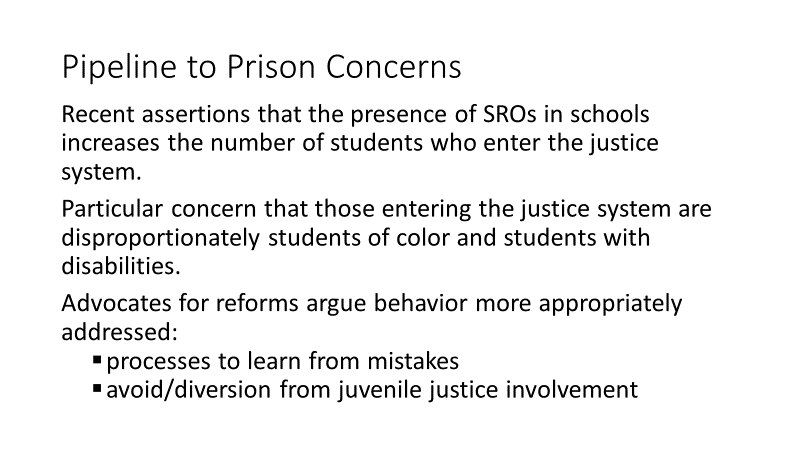 Pipeline to Prison Concerns
Recent assertions that the presence of SROs in schools
increases the number of students who enter the justice
system.
Particular concern that those entering the justice system are
disproportionately students of color and students with
disabilities.
Advocates for reforms argue behavior more appropriately
addressed:
▪processes to learn from mistakes
▪avoid/diversion from juvenile justice involvement